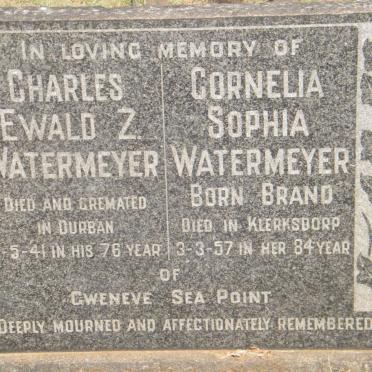 IN LOVING MEMORY OF
CHARLES
EWALD Z.
WATERMEYER
DIED AND CREMATED
IN DURBAN
-5-41 IN HIS 76 YEAR
CORNELIA
SOPHIA
WATERMEYER
BORN BRAND
DIED IN KLERKSDORP
3-3-57 IN HER 84 YEAR
OF
GWENEVE SEA POINT
DEEPLY MOURNED AND AFFECTIONATELY REMEMBERED